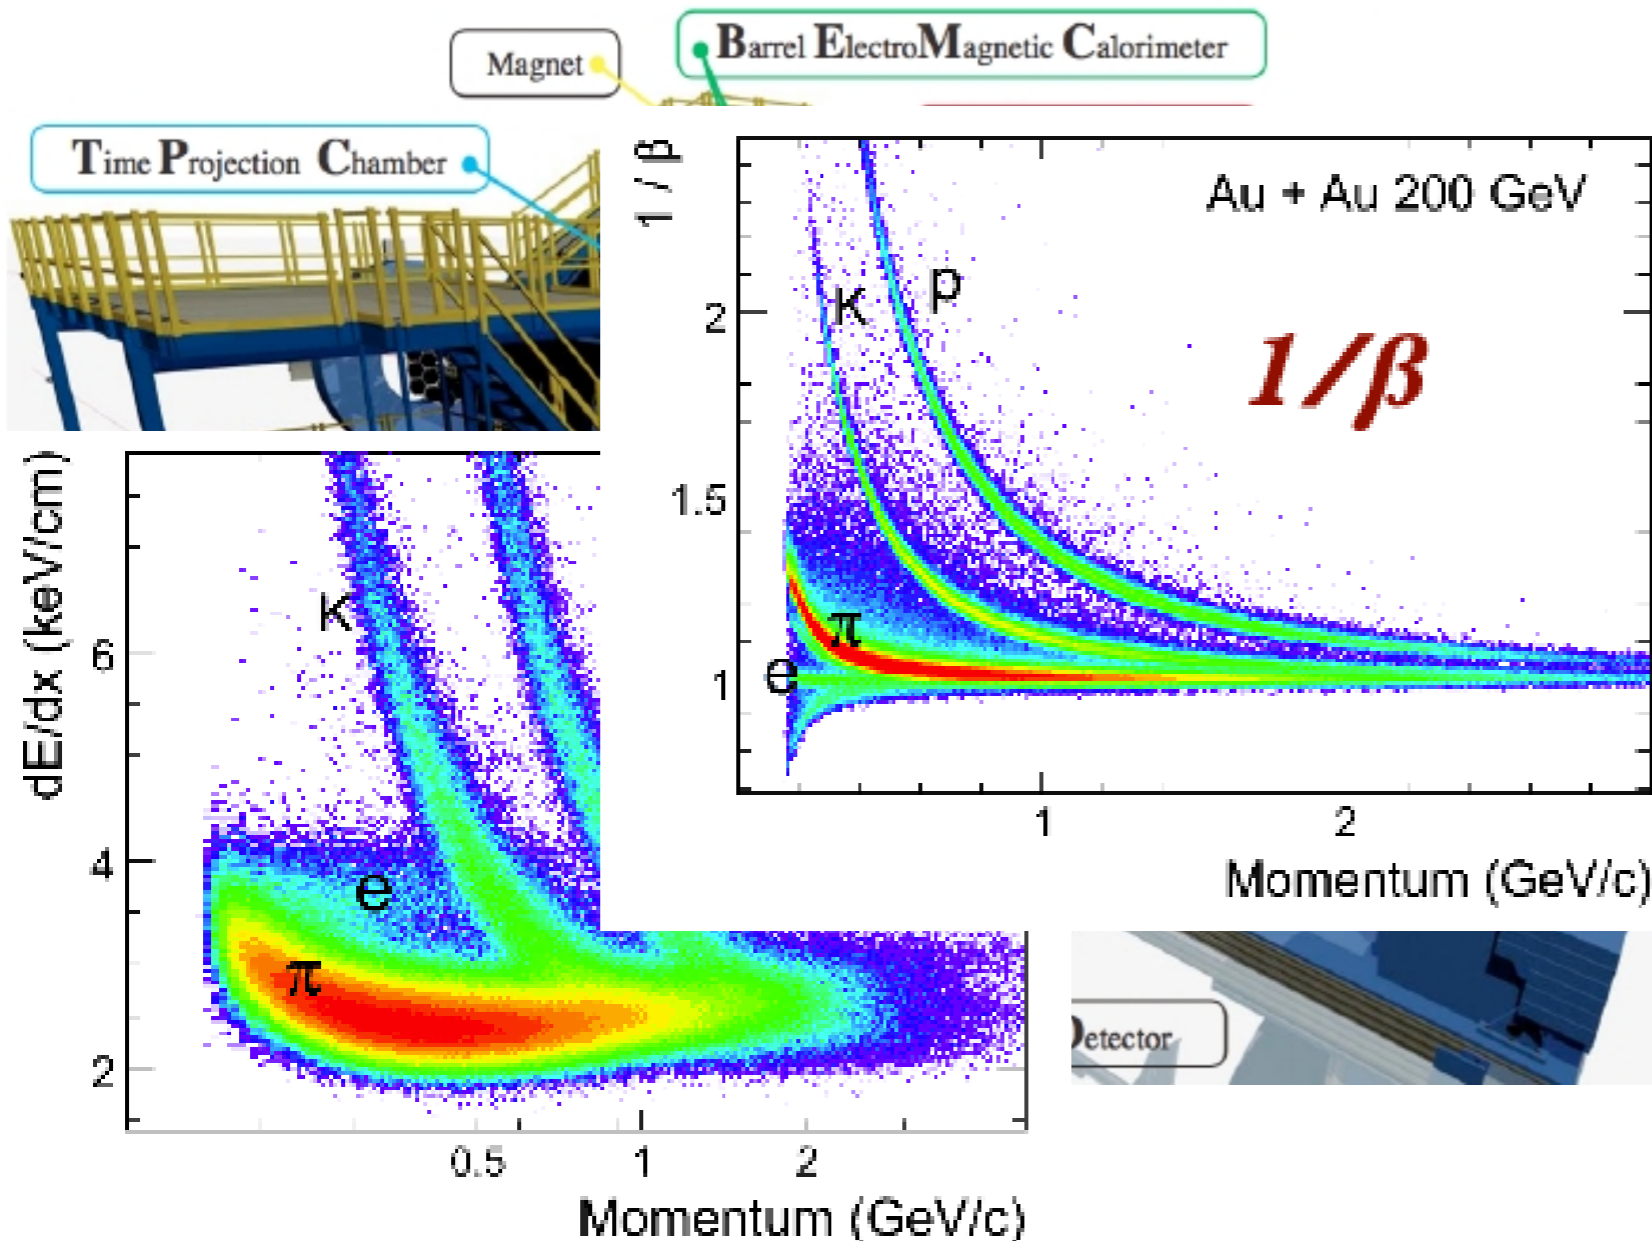 Barrel ElectroMagnetic Calorimeter
Magnet
Time Projection Chamber
1 / β
Au + Au 200 GeV
K
p
1/β
2
1.5
π
e
1
1
2
Momentum (GeV/c)
dE/dx (keV/cm)
K
6
4
e
π
2
0.5
1
2
Momentum (GeV/c)
Detector